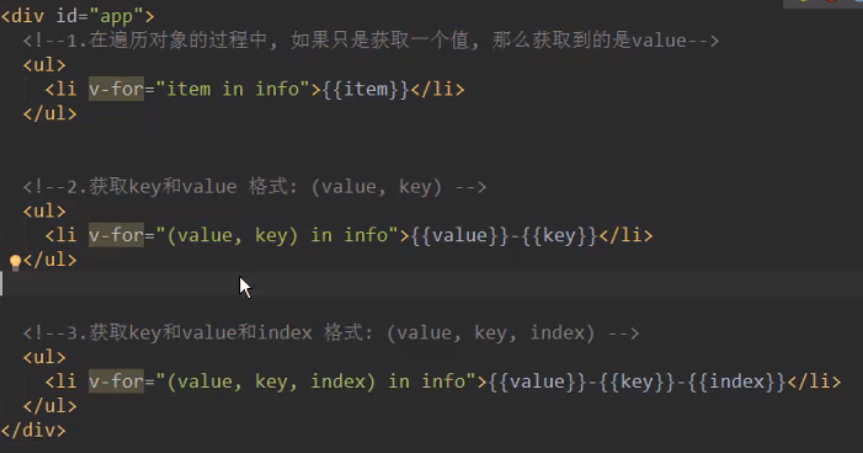 <div id="app">
<!--1.在遍历对象的过程中, 如果只是获取一个值, 那么获取到的是value-->
<ul>
<li v-for="item in info">{{item}}</li>
</ul>
<!--2.获取key和value 格式: (value, key) -->
<ul>
<li v-for="(value, key) in info">{{value}}-{{key}}</li>
</ul>
<!--3.获取key和value和index 格式: (value, key, index) -->
<ul>
<li v-for="(value, key, index) in info">{{value}}-{{key}}-{{index}}</li>
</ul>
</div>